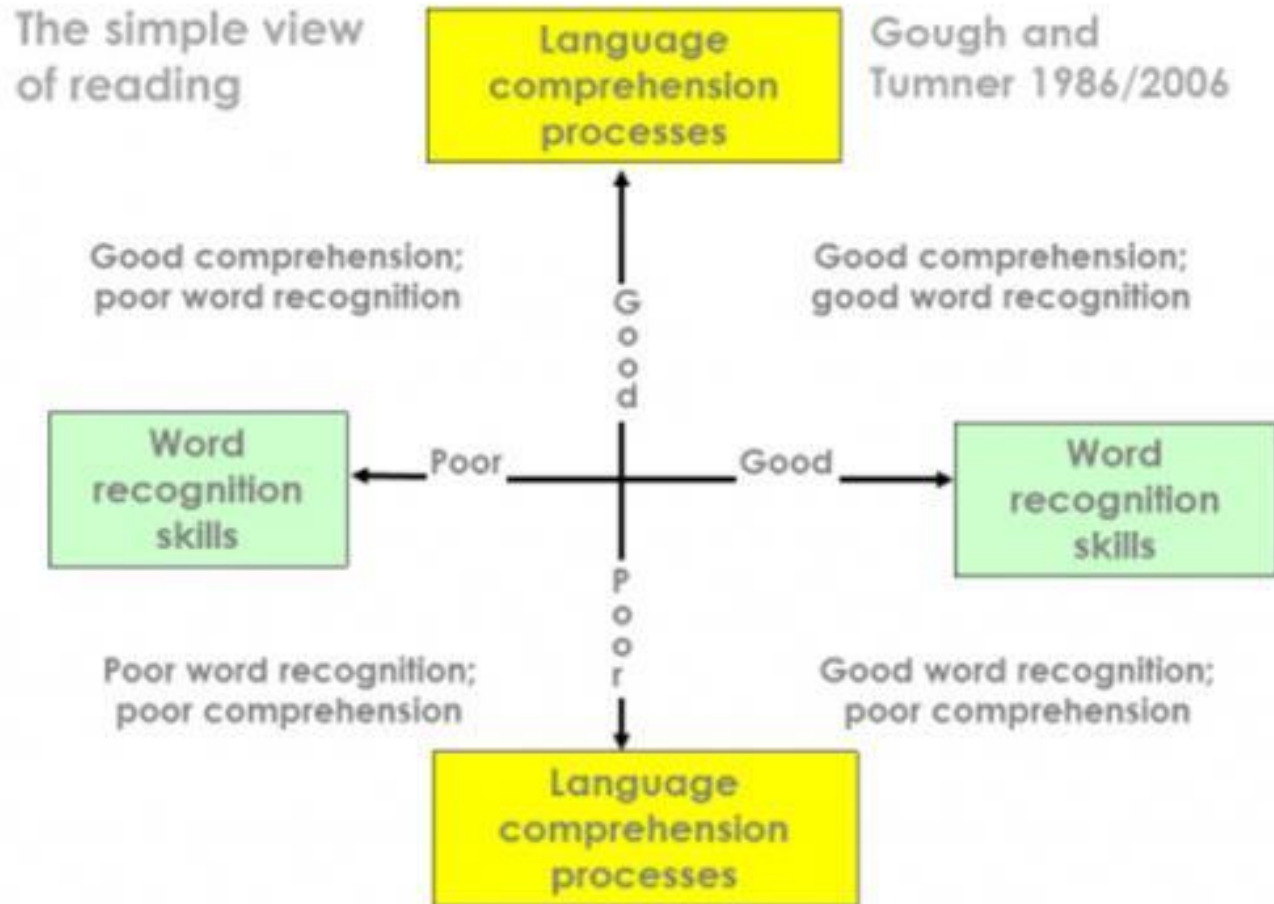 The simple view
of reading
Language
comprehension
processes
Gough and
Tumner 1986/2006
Good comprehension;
poor word recognition
Good comprehension;
good word recognition
Good
Word
recognition
skills
Poor
Good
Word
recognition
skills
Poor
Poor word recognition;
poor comprehension
Good word recognition;
poor comprehension
Language
comprehension
processes